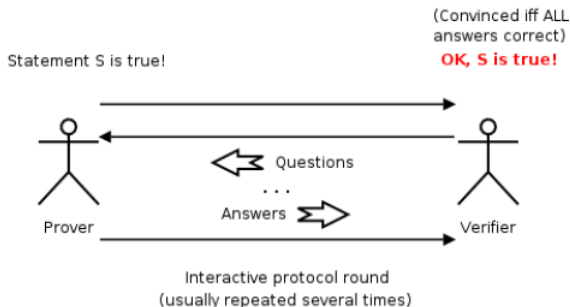 (Convinced iff ALL
answers correct)
Statement S is true!
OK, S is true!
Questions
...
Answers
Prover
Verifier
Interactive protocol round
(usually repeated several times)